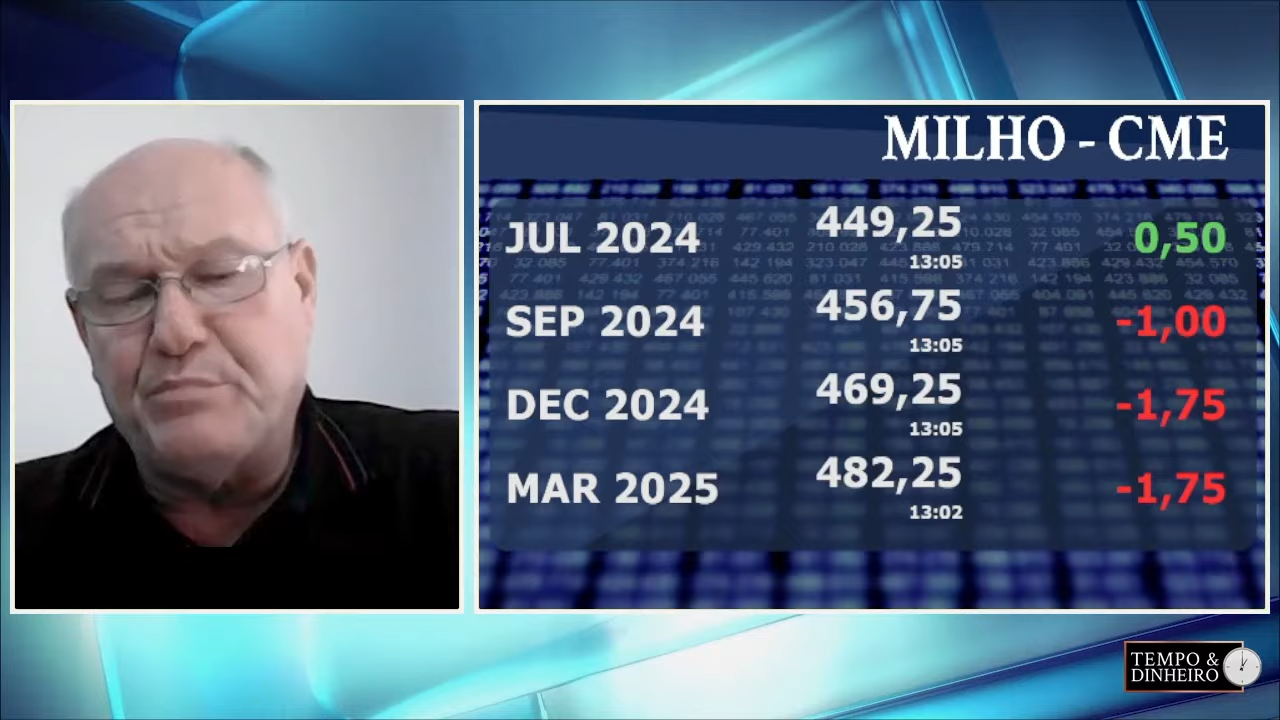 MILHO - CME
JUL 2024 449,25 0,50
13:05
SEP 2024 456,75 -1,00
13:05
DEC 2024 469,25 -1,75
13:05
MAR 2025 482,25 -1,75
13:02
TEMPO &
DINHEIRO